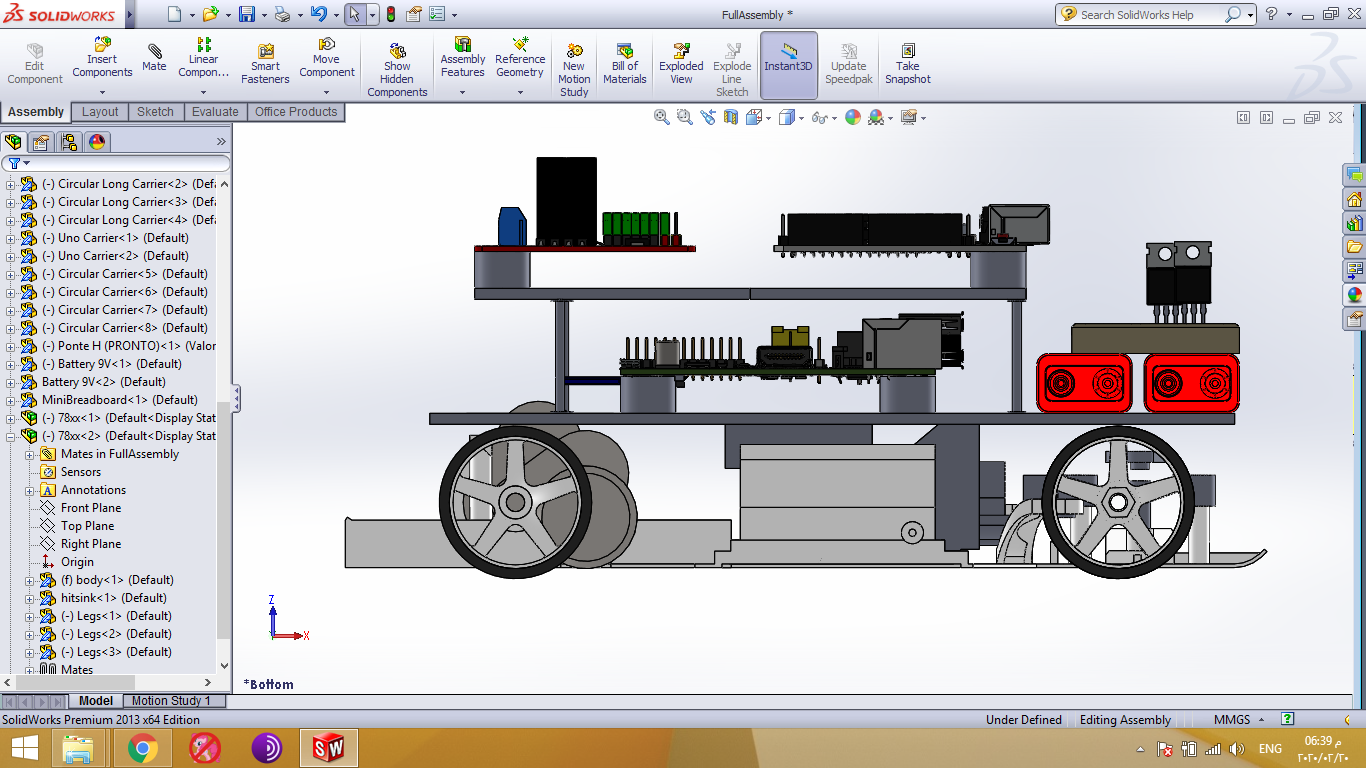 SOLIDWORKS
FullAssembly *
Search SolidWorks Help
Edit Component
Insert Components
Mate
Linear Compon...
Smart Fasteners
Move Component
Show Hidden Components
Assembly Features
Reference Geometry
New Motion Study
Bill of Materials
Exploded View
Explode Line Sketch
Instant3D
Update Speedpak
Take Snapshot
Assembly
Layout
Sketch
Evaluate
Office Products
(-) Circular Long Carrier<2> (Defa
(-) Circular Long Carrier<3> (Defa
(-) Circular Long Carrier<4> (Defa
(-) Uno Carrier<1> (Default)
(-) Uno Carrier<2> (Default)
(-) Circular Carrier<5> (Default)
(-) Circular Carrier<6> (Default)
(-) Circular Carrier<7> (Default)
(-) Circular Carrier<8> (Default)
(-) Ponte H (PRONTO)<1> (Valor
(-) Battery 9V<1> (Default)
Battery 9V<2> (Default)
MiniBreadboard<1> (Default)
(-) 78xx<1> (Default<Display Stat
(-) 78xx<2> (Default<Display Stat
Mates in FullAssembly
Sensors
Annotations
Front Plane
Top Plane
Right Plane
Origin
(f) body<1> (Default)
hitsink<1> (Default)
(-) Legs<1> (Default)
(-) Legs<2> (Default)
(-) Legs<3> (Default)
Mates
Z
X
*Bottom
Model
Motion Study 1
SolidWorks Premium 2013 x64 Edition
Under Defined
Editing Assembly
MMGS
SW
ENG
06:39 م
٢٠٢٠/٠٢/٢٠